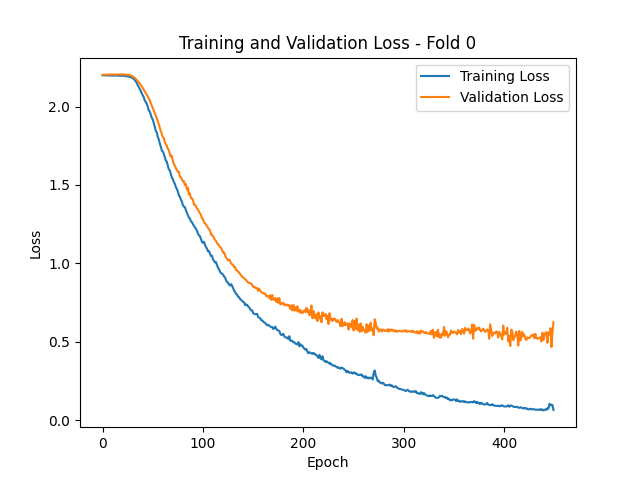 Training and Validation Loss - Fold 0
Training Loss
Validation Loss
Loss
2.0
1.5
1.0
0.5
0.0
0 100 200 300 400
Epoch